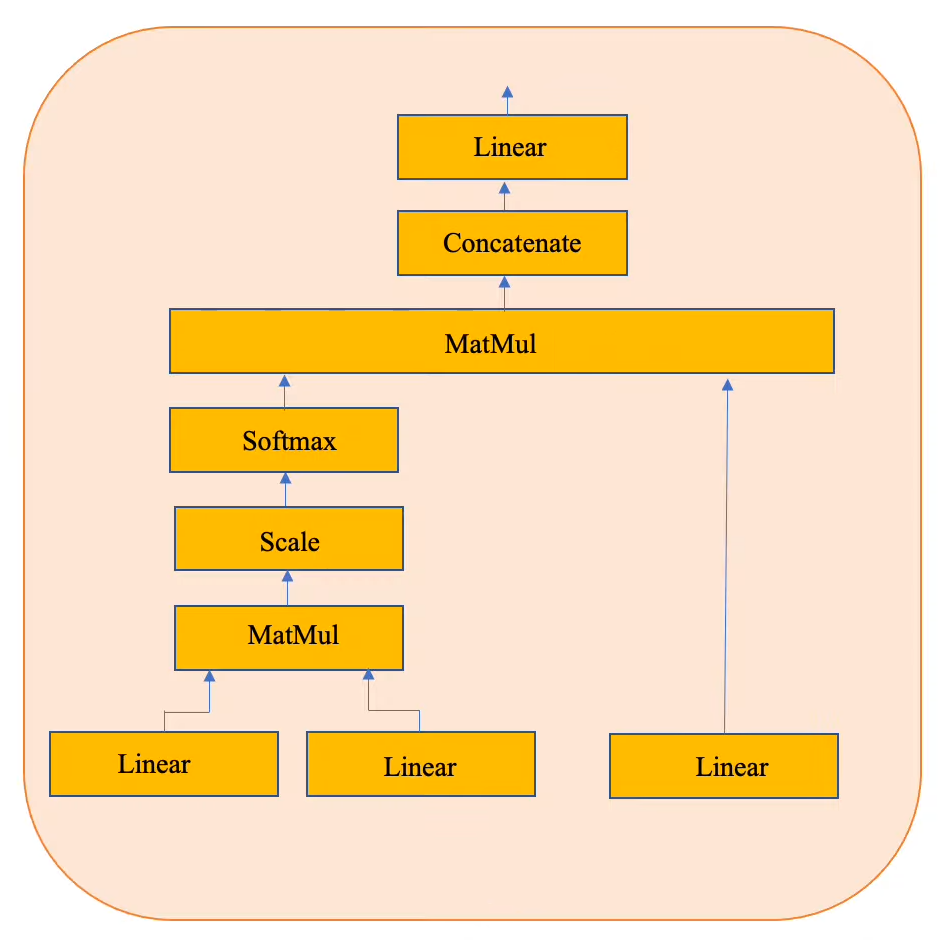 Linear
Concatenate
MatMul
Softmax
Scale
MatMul
Linear
Linear
Linear